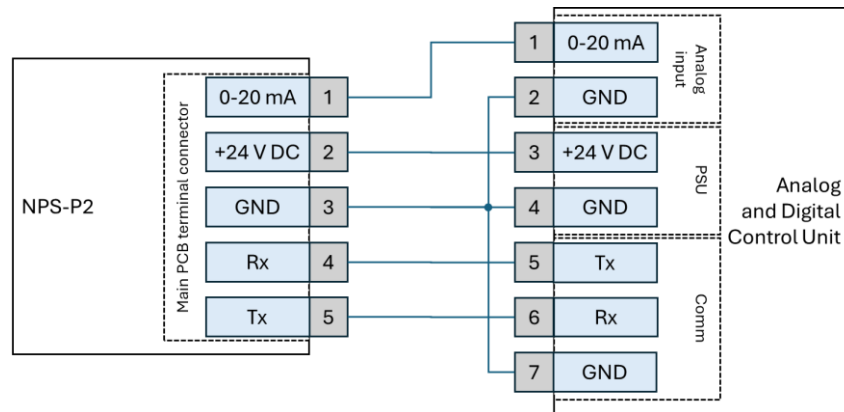 NPS-P2
Main PCB terminal connector
0-20 mA 1
+24 V DC 2
GND 3
Rx 4
Tx 5
1 0-20 mA
2 GND
Analog
input
3 +24 V DC
4 GND
PSU
5 Tx
6 Rx
7 GND
Comm
Analog
and Digital
Control Unit